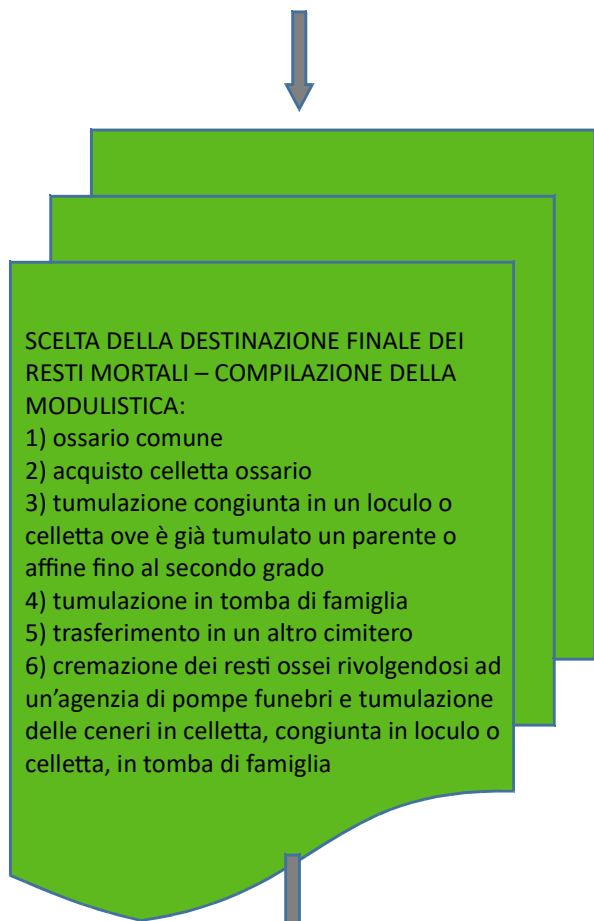 SCELTA DELLA DESTINAZIONE FINALE DEI
RESTI MORTALI – COMPILAZIONE DELLA
MODULISTICA:
1) ossario comune
2) acquisto celletta ossario
3) tumulazione congiunta in un loculo o
celletta ove è già tumulato un parente o
affine fino al secondo grado
4) tumulazione in tomba di famiglia
5) trasferimento in un altro cimitero
6) cremazione dei resti ossei rivolgendosi ad
un’agenzia di pompe funebri e tumulazione
delle ceneri in celletta, congiunta in loculo o
celletta, in tomba di famiglia